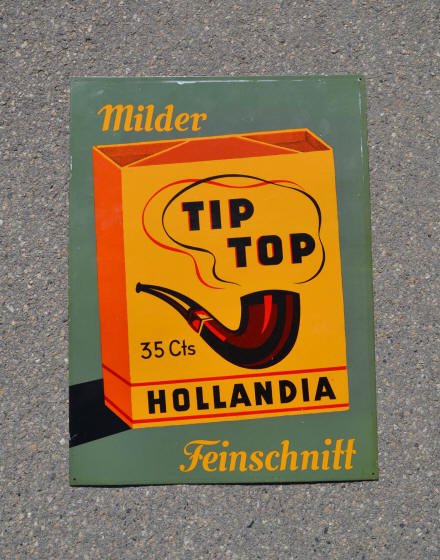 Milder
TIP
TOP
35 Cts
HOLLANDIA
Feinschnitt